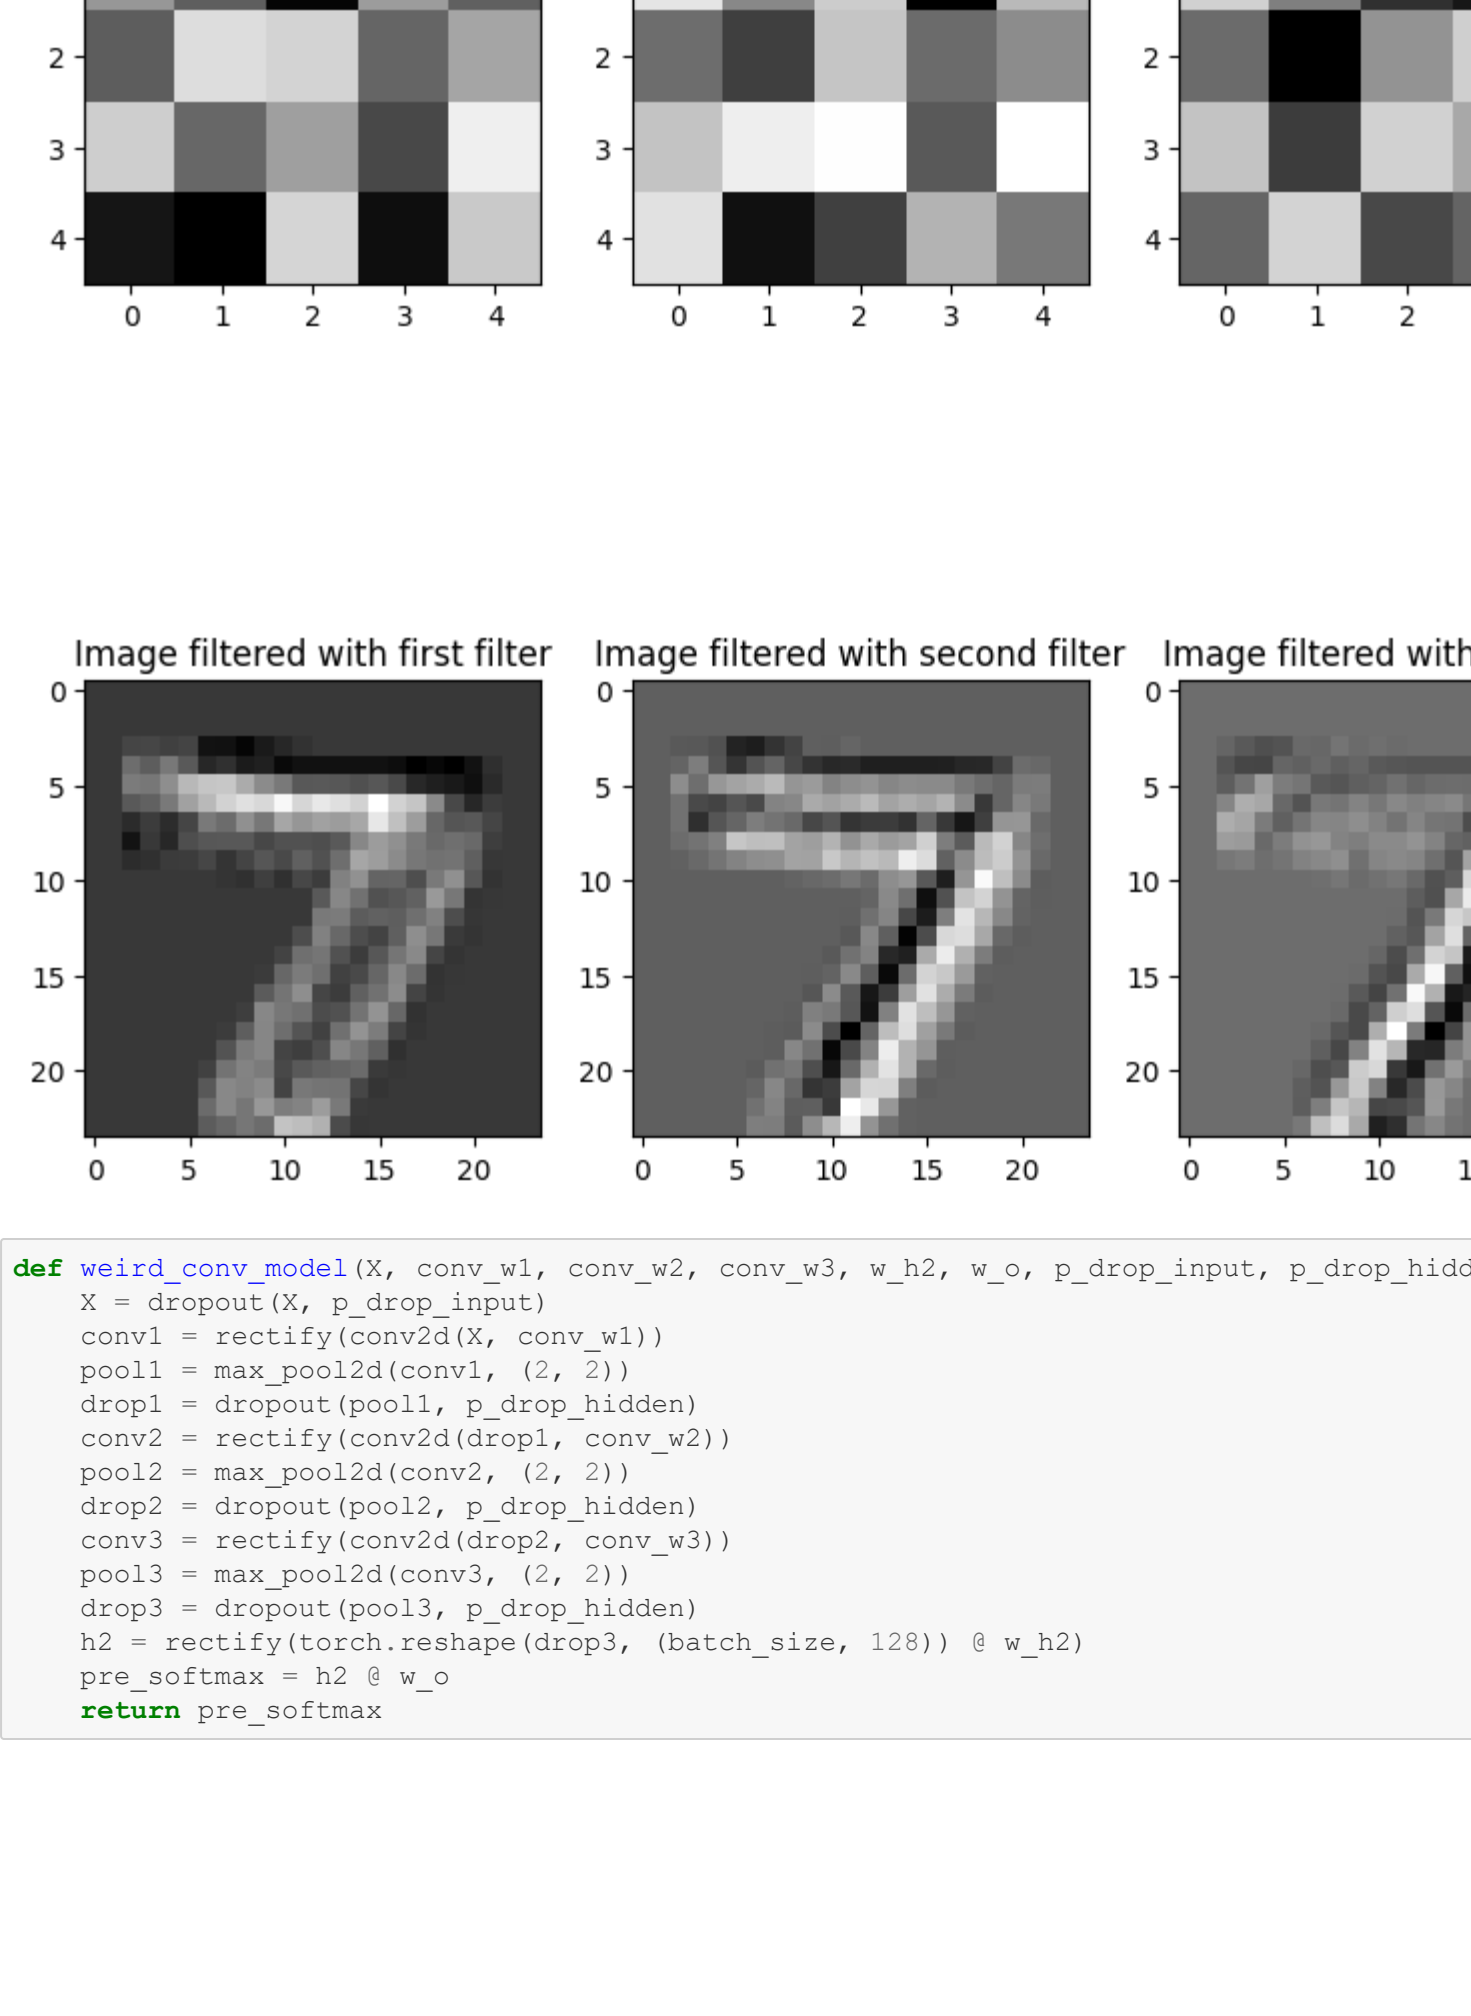 2 2 2
3 3 3
4 4 4
0 1 2 3 4 0 1 2 3 4 0 1 2
Image filtered with first filter Image filtered with second filter Image filtered with
0 0 0
5 5 5
10 10 10
15 15 15
20 20 20
0 5 10 15 20 0 5 10 15 20 0 5 10
def weird_conv_model(X, conv_w1, conv_w2, conv_w3, w_h2, w_o, p_drop_input, p_drop_hidd
X = dropout(X, p_drop_input)
conv1 = rectify(conv2d(X, conv_w1))
pool1 = max_pool2d(conv1, (2, 2))
drop1 = dropout(pool1, p_drop_hidden)
conv2 = rectify(conv2d(drop1, conv_w2))
pool2 = max_pool2d(conv2, (2, 2))
drop2 = dropout(pool2, p_drop_hidden)
conv3 = rectify(conv2d(drop2, conv_w3))
pool3 = max_pool2d(conv3, (2, 2))
drop3 = dropout(pool3, p_drop_hidden)
h2 = rectify(torch.reshape(drop3, (batch_size, 128)) @ w_h2)
pre_softmax = h2 @ w_o
return pre_softmax